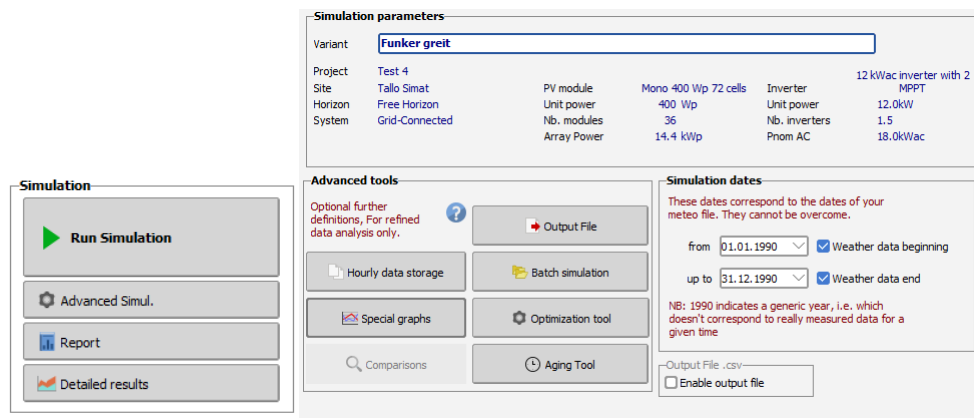 Simulation
Run Simulation
Advanced Simul.
Report
Detailed results
Simulation parameters
Variant Funker greit
Project Test 4
12 kWac inverter with 2
Site Tallo Simat PV module Mono 400 Wp 72 cells Inverter MPPT
Horizon Free Horizon Unit power 400 Wp Unit power 12.0kW
System Grid-Connected Nb. modules 36 Nb. inverters 1.5
Array Power 14.4 kWp Pnom AC 18.0kWac
Advanced tools
Optional further
definitions, For refined
data analysis only.
?
Output File
Hourly data storage
Batch simulation
Special graphs
Optimization tool
Comparisons
Aging Tool
Simulation dates
These dates correspond to the dates of your
meteo file. They cannot be overcome.
from 01.01.1990 Weather data beginning
up to 31.12.1990 Weather data end
NB: 1990 indicates a generic year, i.e. which
doesn't correspond to really measured data for a
given time
Output File .csv
Enable output file